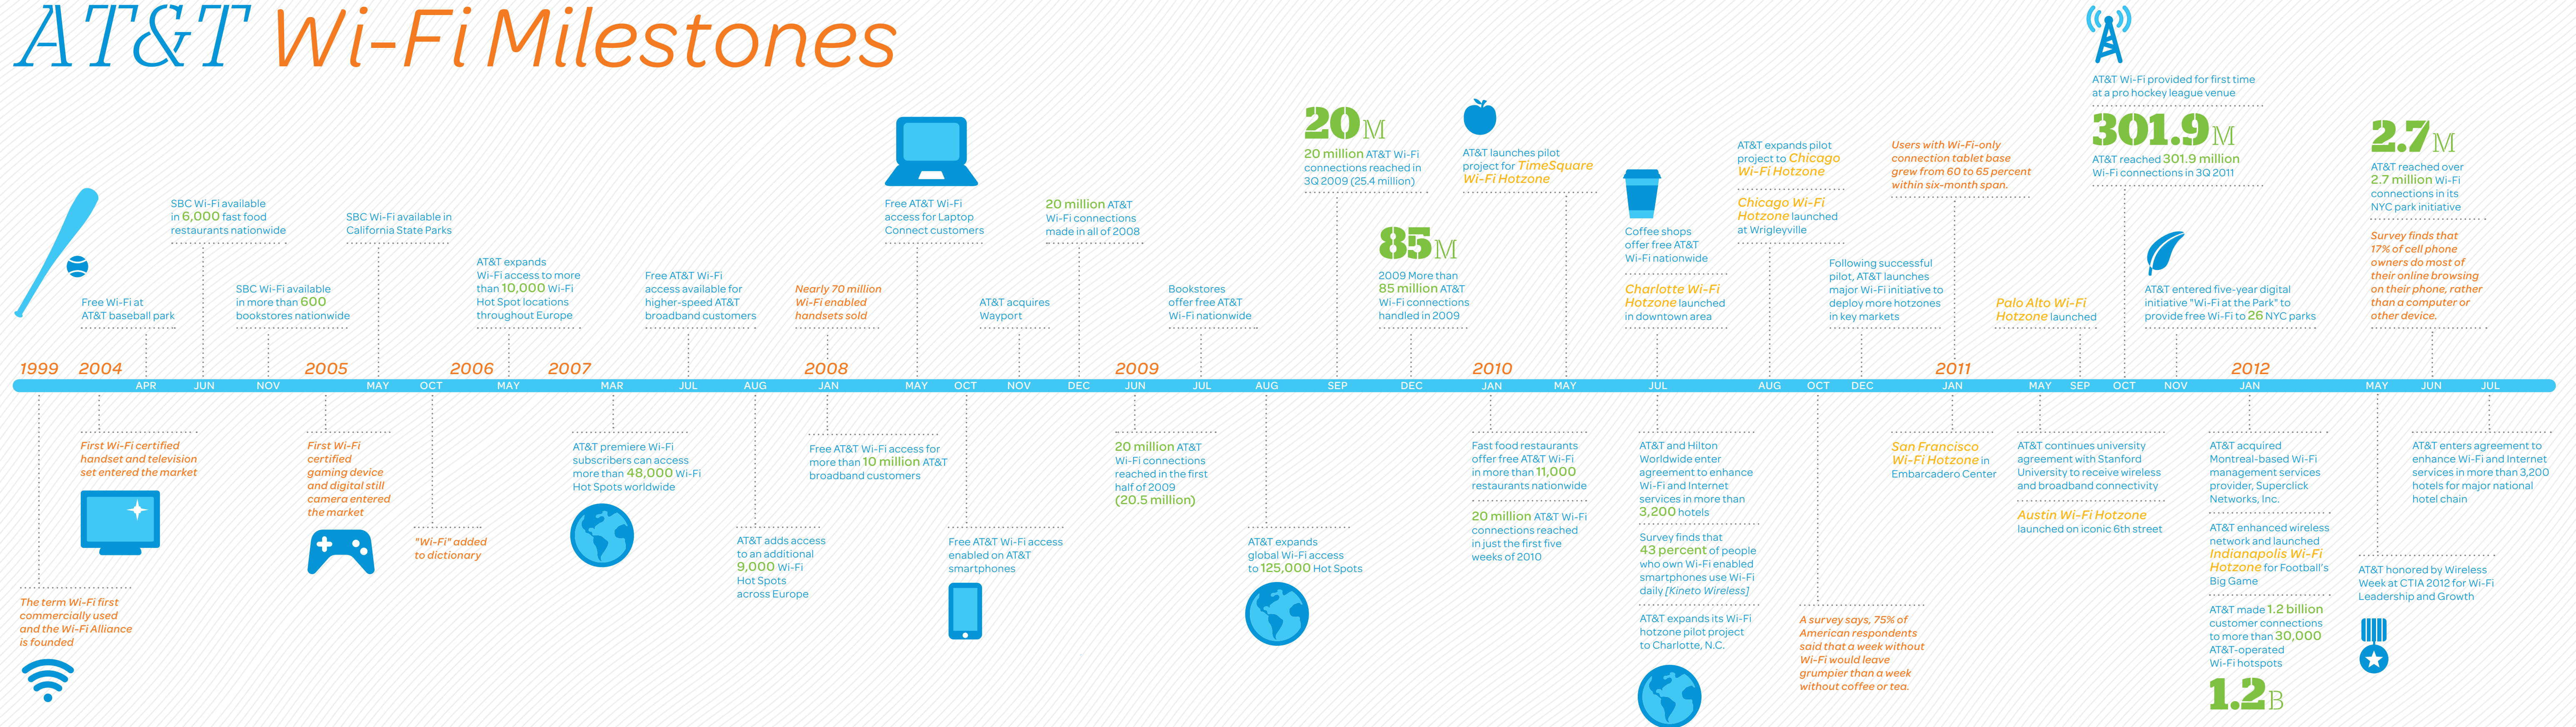 AT&T Wi-Fi Milestones
Free Wi-Fi at
AT&T baseball park
SBC Wi-Fi available
in 6,000 fast food
restaurants nationwide
SBC Wi-Fi available
in more than 600
bookstores nationwide
SBC Wi-Fi available in
California State Parks
AT&T expands
Wi-Fi access to more
than 10,000 Wi-Fi
Hot Spot locations
throughout Europe
Free AT&T Wi-Fi
access available for
higher-speed AT&T
broadband customers
Nearly 70 million
Wi-Fi enabled
handsets sold
Free AT&T Wi-Fi
access for Laptop
Connect customers
AT&T acquires
Wayport
20 million AT&T
Wi-Fi connections
made in all of 2008
Bookstores
offer free AT&T
Wi-Fi nationwide
20M
20 million AT&T Wi-Fi
connections reached in
3Q 2009 (25.4 million)
85M
2009 More than
85 million AT&T
Wi-Fi connections
handled in 2009
AT&T launches pilot
project for TimeSquare
Wi-Fi Hotzone
Coffee shops
offer free AT&T
Wi-Fi nationwide
Charlotte Wi-Fi
Hotzone launched
in downtown area
AT&T expands pilot
project to Chicago
Wi-Fi Hotzone
Chicago Wi-Fi
Hotzone launched
at Wrigleyville
Following successful
pilot, AT&T launches
major Wi-Fi initiative to
deploy more hotzones
in key markets
Users with Wi-Fi-only
connection tablet base
grew from 60 to 65 percent
within six-month span.
Palo Alto Wi-Fi
Hotzone launched
AT&T Wi-Fi provided for first time
at a pro hockey league venue
301.9M
AT&T reached 301.9 million
Wi-Fi connections in 3Q 2011
AT&T entered five-year digital
initiative "Wi-Fi at the Park" to
provide free Wi-Fi to 26 NYC parks
2.7M
AT&T reached over
2.7 million Wi-Fi
connections in its
NYC park initiative
Survey finds that
17% of cell phone
owners do most of
their online browsing
on their phone, rather
than a computer or
other device.
1999 2004 2005 2006 2007 2008 2009 2010 2011 2012
APR JUN NOV MAY OCT MAY MAR JUL AUG JAN MAY OCT NOV DEC JUN JUL AUG SEP DEC JAN MAY JUL AUG OCT DEC JAN MAY SEP OCT NOV JAN MAY JUN JUL
The term Wi-Fi first
commercially used
and the Wi-Fi Alliance
is founded
First Wi-Fi certified
handset and television
set entered the market
First Wi-Fi
certified
gaming device
and digital still
camera entered
the market
"Wi-Fi" added
to dictionary
AT&T premiere Wi-Fi
subscribers can access
more than 48,000 Wi-Fi
Hot Spots worldwide
AT&T adds access
to an additional
9,000 Wi-Fi
Hot Spots
across Europe
Free AT&T Wi-Fi access for
more than 10 million AT&T
broadband customers
Free AT&T Wi-Fi access
enabled on AT&T
smartphones
20 million AT&T
Wi-Fi connections
reached in the first
half of 2009
(20.5 million)
AT&T expands
global Wi-Fi access
to 125,000 Hot Spots
Fast food restaurants
offer free AT&T Wi-Fi
in more than 11,000
restaurants nationwide
20 million AT&T Wi-Fi
connections reached
in just the first five
weeks of 2010
AT&T and Hilton
Worldwide enter
agreement to enhance
Wi-Fi and Internet
services in more than
3,200 hotels
Survey finds that
43 percent of people
who own Wi-Fi enabled
smartphones use Wi-Fi
daily [Kineto Wireless]
AT&T expands its Wi-Fi
hotzone pilot project
to Charlotte, N.C.
A survey says, 75% of
American respondents
said that a week without
Wi-Fi would leave
grumpier than a week
without coffee or tea.
San Francisco
Wi-Fi Hotzone in
Embarcadero Center
AT&T continues university
agreement with Stanford
University to receive wireless
and broadband connectivity
Austin Wi-Fi Hotzone
launched on iconic 6th street
AT&T acquired
Montreal-based Wi-Fi
management services
provider, Superclick
Networks, Inc.
AT&T enhanced wireless
network and launched
Indianapolis Wi-Fi
Hotzone for Football's
Big Game
AT&T made 1.2 billion
customer connections
to more than 30,000
AT&T-operated
Wi-Fi hotspots
1.2B
AT&T honored by Wireless
Week at CTIA 2012 for Wi-Fi
Leadership and Growth
AT&T enters agreement to
enhance Wi-Fi and Internet
services in more than 3,200
hotels for major national
hotel chain